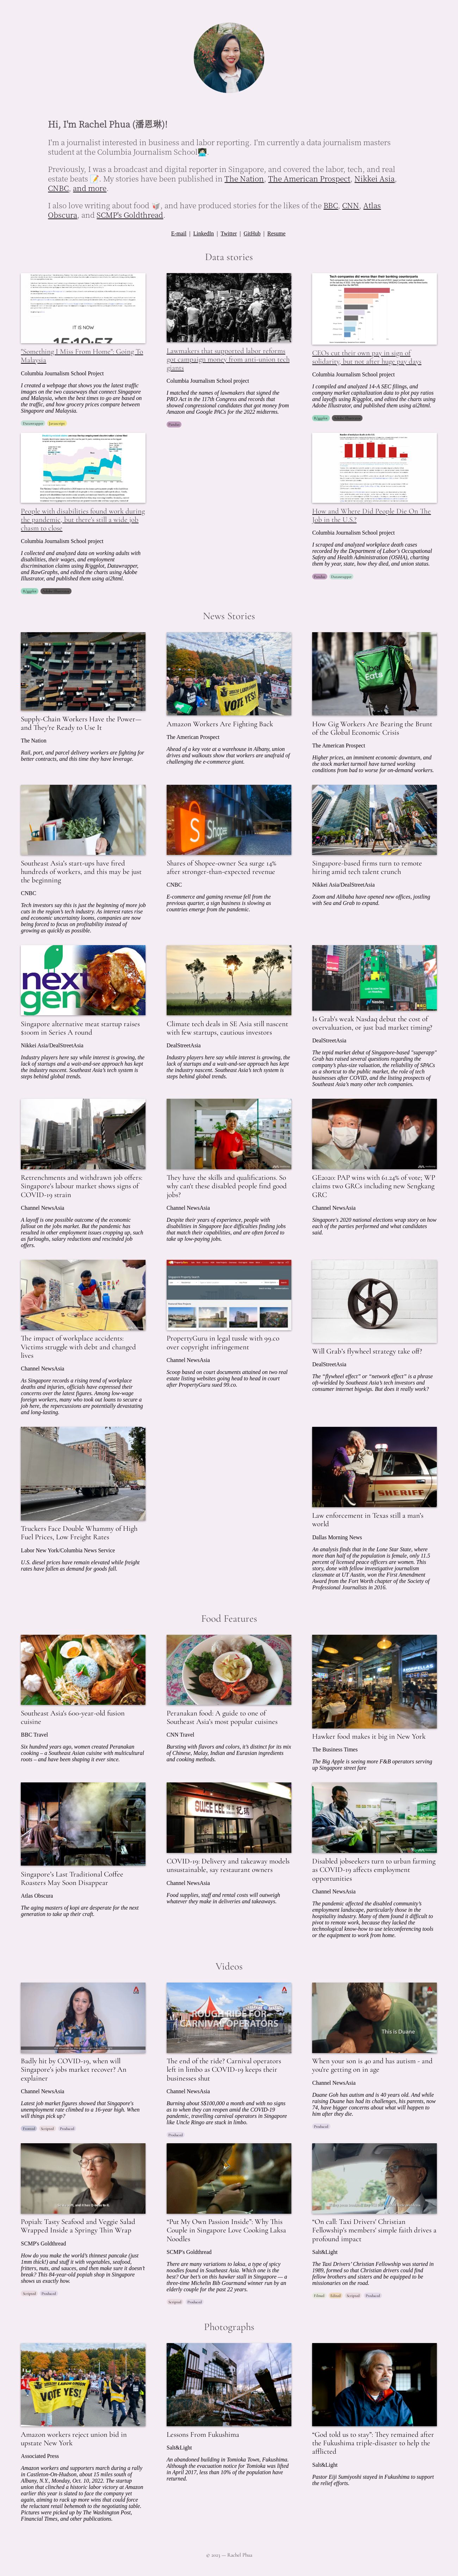 Hi, I'm Rachel Phua (潘恩琳)!
I'm a journalist interested in business and labor reporting. I'm currently a data journalism masters
student at the Columbia Journalism School
Previously, I was a broadcast and digital reporter in Singapore, and covered the labor, tech, and real
estate beats 📝. My stories have been published in The Nation, The American Prospect, Nikkei Asia,
CNBC, and more.
I also love writing about food 🥡, and have produced stories for the likes of the BBC, CNN, Atlas
Obscura, and SCMP's Goldthread.
E-mail | LinkedIn | Twitter | GitHub | Resume
Data stories
IT IS NOW
"Something I Miss From Home": Going To
Malaysia
Columbia Journalism School Project
I created a webpage that shows you the latest traffic
images on the two causeways that connect Singapore
and Malaysia, when the best times to go are based on
the traffic, and how grocery prices compare between
Singapore and Malaysia.
Datawrapper Javascript
Lawmakers that supported labor reforms
got campaign money from anti-union tech
giants
Columbia Journalism School project
I matched the names of lawmakers that signed the
PRO Act in the 117th Congress and records that
showed congressional candidates that got money from
Amazon and Google PACs for the 2022 midterms.
Pandas
Tech companies did worse than their banking counterparts
CEOs cut their own pay in sign of
solidarity, but not after huge pay days
Columbia Journalism School project
I compiled and analyzed 14-A SEC filings, and
company market capitalization data to plot pay ratios
and layoffs using Rawgplot, and edited the charts using
Adobe Illustrator, and published them using ai2html.
People with disabilities found work during
the pandemic, but there's still a wide job
chasm to close
Columbia Journalism School project
I collected and analyzed data on working adults with
disabilities, their wages, and employment
discrimination claims using R/ggplot, Datawrapper,
and RawGraphs, and edited the charts using Adobe
Illustrator, and published them using ai2html.
How and Where Did People Die On The
Job in the U.S.?
Columbia Journalism School project
I scraped and analyzed workplace death cases
recorded by the Department of Labor's Occupational
Safety and Health Administration (OSHA), charting
them by year, state, how they died, and union status.
Pandas Datawrapper
News Stories
Supply-Chain Workers Have the Power—
and They're Ready to Use It
The Nation
Rail, port, and parcel delivery workers are fighting for
better contracts, and this time they have leverage.
VOTE YES!
Amazon Workers Are Fighting Back
The American Prospect
Ahead of a key vote at a warehouse in Albany, union
drives and walkouts show that workers are unafraid of
challenging the e-commerce giant.
Uber
Eats
How Gig Workers Are Bearing the Brunt
of the Global Economic Crisis
The American Prospect
Higher prices, an imminent economic downturn, and
the stock market turmoil have turned working
conditions from bad to worse for on-demand workers.
Southeast Asia's start-ups have fired
hundreds of workers, and this may be just
the beginning
CNBC
Tech investors say this is just the beginning of more job
cuts in the region's tech industry. As interest rates rise
and economic uncertainty looms, companies are now
being forced to focus on profitability instead of
growing as quickly as possible.
Shares of Shopee-owner Sea surge 14%
after stronger-than-expected revenue
CNBC
E-commerce and gaming revenue fell from the
previous quarter, a sign business is slowing as
countries emerge from the pandemic.
Singapore-based firms turn to remote
hiring amid tech talent crunch
Nikkei Asia/DealStreetAsia
Zoom and Alibaba have opened new offices, jostling
with Sea and Grab to expand.
next
gen
Singapore alternative meat startup raises
$100m in Series A round
Nikkei Asia/DealStreetAsia
Industry players here say while interest is growing, the
lack of startups and a wait-and-see approach has kept
the industry nascent. Southeast Asia's tech system is
steps behind global trends.
Climate tech deals in SE Asia still nascent
with few startups, cautious investors
DealStreetAsia
Industry players here say while interest is growing, the
lack of startups and a wait-and-see approach has kept
the industry nascent. Southeast Asia's tech system is
steps behind global trends.
Is Grab's weak Nasdaq debut the cost of
overvaluation, or just bad market timing?
DealStreetAsia
The tepid market debut of Singapore-based "superapp"
Grab has raised several questions regarding the
company's plus-size valuation, the reliability of SPACs
as a shortcut to the public market, the role of tech
businesses after COVID, and the listing prospects of
Southeast Asia's many other tech companies.
Retrenchments and withdrawn job offers:
Singapore's labour market shows signs of
COVID-19 strain
Channel NewsAsia
A layoff is one possible outcome of the economic
fallout on the jobs market. But the pandemic has
resulted in other employment issues cropping up, such
as furloughs, salary reductions and rescinded job
offers.
They have the skills and qualifications. So
why can't these disabled people find good
jobs?
Channel NewsAsia
Despite their years of experience, people with
disabilities in Singapore face difficulties finding jobs
that match their capabilities, and are often forced to
take up low-paying jobs.
GE2020: PAP wins with 61.24% of vote; WP
claims two GRCs including new Sengkang
GRC
Channel NewsAsia
Singapore's 2020 national elections wrap story on how
each of the parties performed and what candidates
said.
The impact of workplace accidents:
Victims struggle with debt and changed
lives
Channel NewsAsia
As Singapore records a rising trend of workplace
deaths and injuries, officials have expressed their
concerns over the latest figures. Among low-wage
foreign workers, many who took out loans to secure a
job here, the repercussions are potentially devastating
and long-lasting.
PropertyGuru in legal tussle with 99.co
over copyright infringement
Channel NewsAsia
Scoop based on court documents attained on two real
estate listing websites going head to head in court
after PropertyGuru sued 99.co.
Will Grab's flywheel strategy take off?
DealStreetAsia
The "flywheel effect" or "network effect" is a phrase
oft-wielded by Southeast Asia's tech investors and
consumer internet bigwigs. But does it really work?
Truckers Face Double Whammy of High
Fuel Prices, Low Freight Rates
Labor New York/Columbia News Service
U.S. diesel prices have remain elevated while freight
rates have fallen as demand for goods fall.
SHERIFF
Law enforcement in Texas still a man's
world
Dallas Morning News
An analysis finds that in the Lone Star State, where
more than half of the population is female, only 11.5
percent of licensed peace officers are women. This
story, done with fellow investigative journalism
classmate at UT Austin, won the First Amendment
Award from the Fort Worth chapter of the Society of
Professional Journalists in 2016.
Food Features
Southeast Asia's 600-year-old fusion
cuisine
BBC Travel
Six hundred years ago, women created Peranakan
cooking – a Southeast Asian cuisine with multicultural
roots – and have been shaping it ever since.
Peranakan food: A guide to one of
Southeast Asia's most popular cuisines
CNN Travel
Bursting with flavors and colors, it's distinct for its mix
of Chinese, Malay, Indian and Eurasian ingredients
and cooking methods.
Hawker food makes it big in New York
The Business Times
The Big Apple is seeing more F&B operators serving
up Singapore street fare
Singapore's Last Traditional Coffee
Roasters May Soon Disappear
Atlas Obscura
The aging masters of kopi are desperate for the next
generation to take up their craft.
COVID-19: Delivery and takeaway models
unsustainable, say restaurant owners
Channel NewsAsia
Food supplies, staff and rental costs will outweigh
whatever they make in deliveries and takeaways.
Disabled jobseekers turn to urban farming
as COVID-19 affects employment
opportunities
Channel NewsAsia
The pandemic affected the disabled community's
employment landscape, particularly those in the
hospitality industry. Many of them found it difficult to
pivot to remote work, because they lacked the
technological know-how to use teleconferencing tools
or the equipment to work from home.
Videos
Badly hit by COVID-19, when will
Singapore's jobs market recover? An
explainer
Channel NewsAsia
Latest job market figures showed that Singapore's
unemployment rate climbed to a 16-year high. When
will things pick up?
Scripted Produced
ROUGH RIDE FOR
CARNIVAL OPERATORS
The end of the ride? Carnival operators
left in limbo as COVID-19 keeps their
businesses shut
Channel NewsAsia
Burning about S$100,000 a month and with no signs
as to when they can reopen amid the COVID-19
pandemic, travelling carnival operators in Singapore
like Uncle Ringo are stuck in limbo.
Produced
This is Duane
When your son is 40 and has autism - and
you're getting on in age
Channel NewsAsia
Duane Goh has autism and is 40 years old. And while
raising Duane has had its challenges, his parents, now
74, have bigger concerns about what will happen to
him after they die.
Produced
Popiah: Tasty Seafood and Veggie Salad
Wrapped Inside a Springy Thin Wrap
SCMP's Goldthread
How do you make the world's thinnest pancake (just
1mm thick!) and stuff it with vegetables, seafood,
fritters, nuts, and sauces, and then make sure it doesn't
break? This 84-year-old popiah shop in Singapore
shows us exactly how.
Scripted Produced
"Put My Own Passion Inside": Why This
Couple in Singapore Love Cooking Laksa
Noodles
SCMP's Goldthread
There are many variations to laksa, a type of spicy
noodles found in Southeast Asia. Which one is the
best? Our bet's on this hawker stall in Singapore — a
three-time Michelin Bib Gourmand winner run by an
elderly couple for the past 22 years.
Scripted Produced
"On call: Taxi Drivers' Christian
Fellowship's members' simple faith drives a
profound impact
Salt&Light
The Taxi Drivers' Christian Fellowship was started in
1989, formed so that Christian drivers could find
fellow brothers and sisters and be equipped to be
missionaries on the road.
Filmed Edited Scripted Produced
Photographs
VOTE YES!
Amazon workers reject union bid in
upstate New York
Associated Press
Amazon workers and supporters march during a rally
in Castleton-On-Hudson, about 15 miles south of
Albany, N.Y., Monday, Oct. 10, 2022. The startup
union that clinched a historic labor victory at Amazon
earlier this year is slated to face the company yet
again, aiming to rack up more wins that could force
the reluctant retail behemoth to the negotiating table.
Pictures were picked up by The Washington Post,
Financial Times, and other publications.
Lessons From Fukushima
Salt&Light
An abandoned building in Tomioka Town, Fukushima.
Although the evacuation notice for Tomioka was lifted
in April 2017, less than 10% of the population have
returned.
"God told us to stay": They remained after
the Fukushima triple-disaster to help the
afflicted
Salt&Light
Pastor Eiji Sumiyoshi stayed in Fukushima to support
the relief efforts.
© 2023 — Rachel Phua